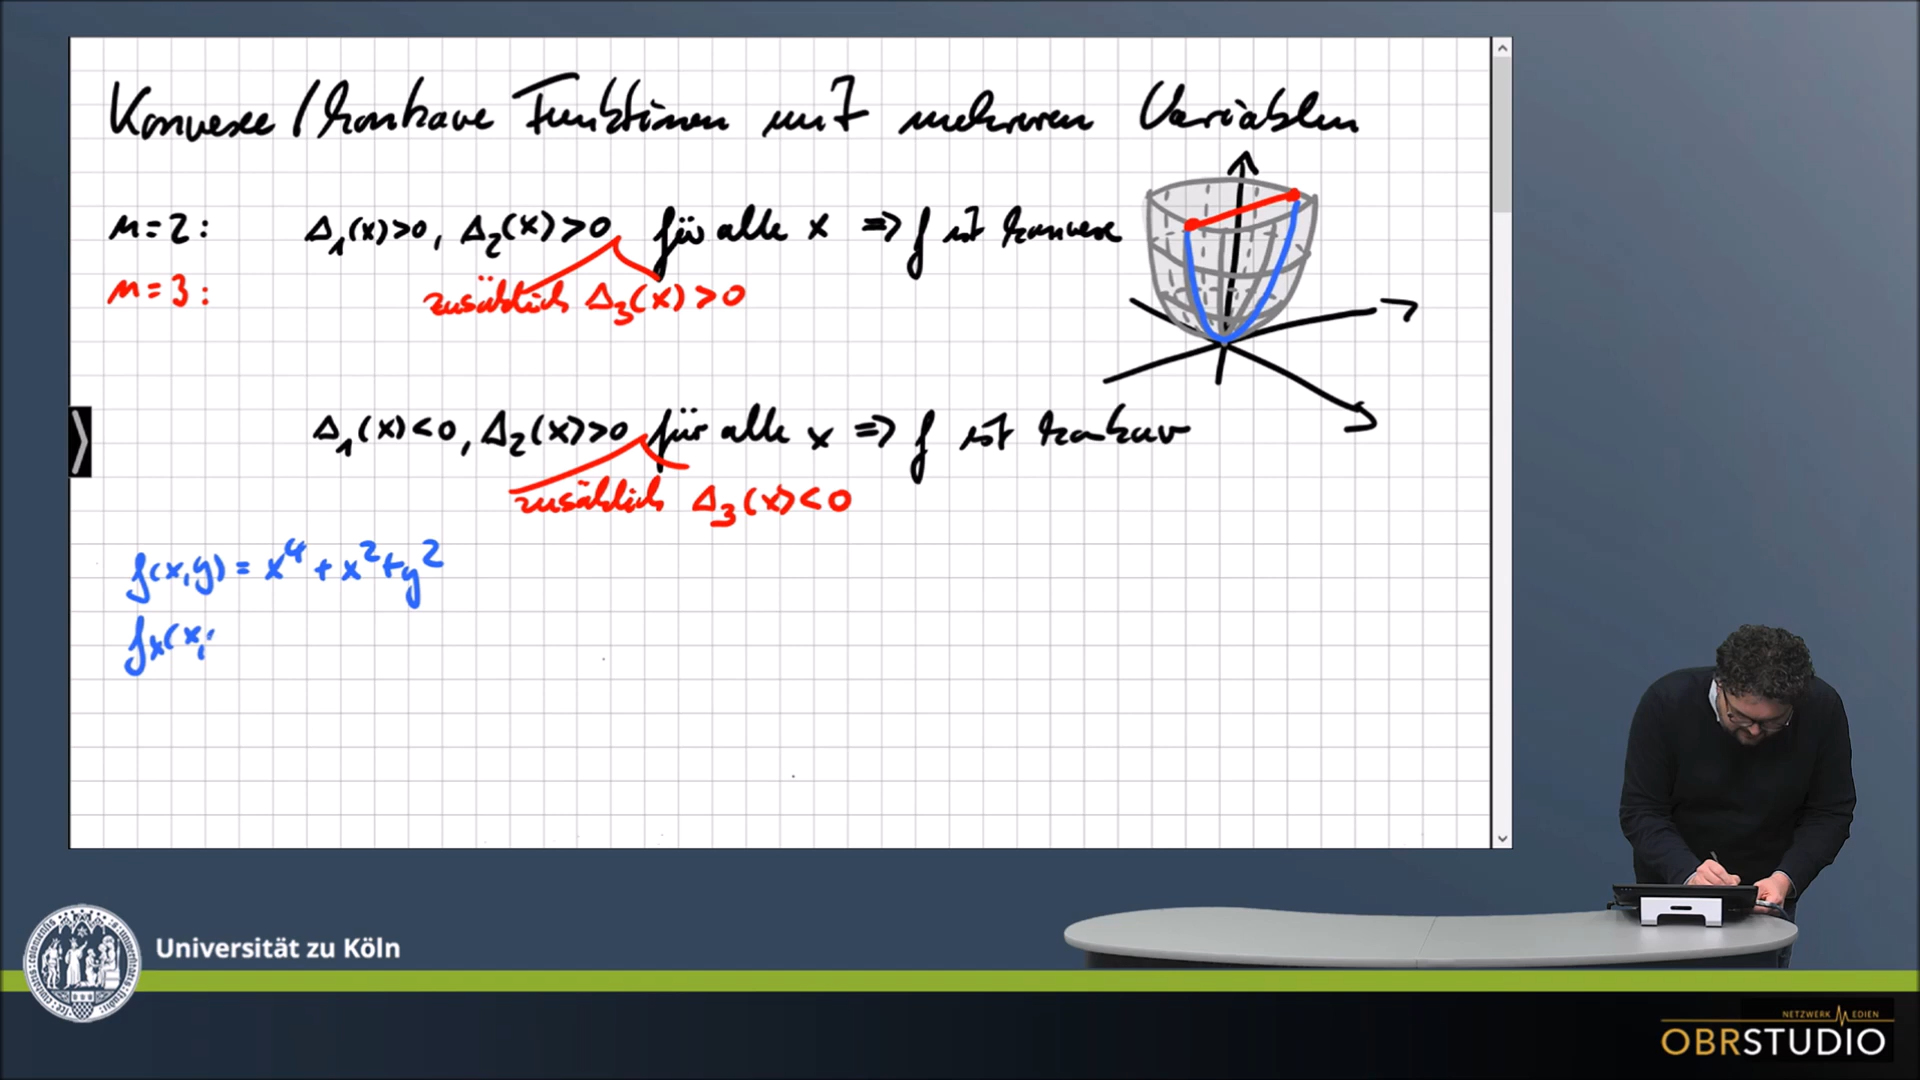 Konvexe / konkave Funktionen mit mehreren Variablen
n=2: Δ₁(x)>0, Δ₂(x)>0 für alle x ⇒ f ist konvex
n=3: zusätzlich Δ₃(x)>0
Δ₁(x)<0, Δ₂(x)>0 für alle x ⇒ f ist konkav
zusätzlich Δ₃(x)<0
f(x,y) = x⁴ + x² + y²
fₓ(x,
Universität zu Köln
NETZWERK MEDIEN
OBRSTUDIO